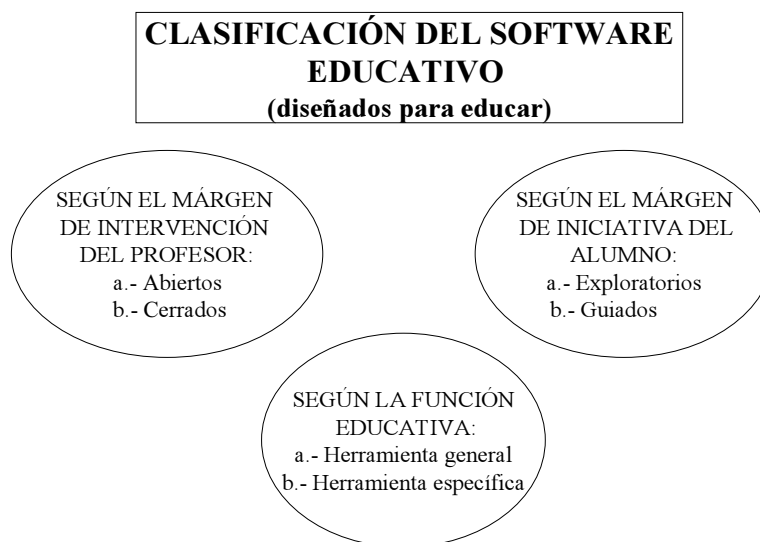 CLASIFICACIÓN DEL SOFTWARE
EDUCATIVO
(diseñados para educar)
SEGÚN EL MÁRGEN
DE INTERVENCIÓN
DEL PROFESOR:
a.- Abiertos
b.- Cerrados
SEGÚN EL MÁRGEN
DE INICIATIVA DEL
ALUMNO:
a.- Exploratorios
b.- Guiados
SEGÚN LA FUNCIÓN
EDUCATIVA:
a.- Herramienta general
b.- Herramienta específica